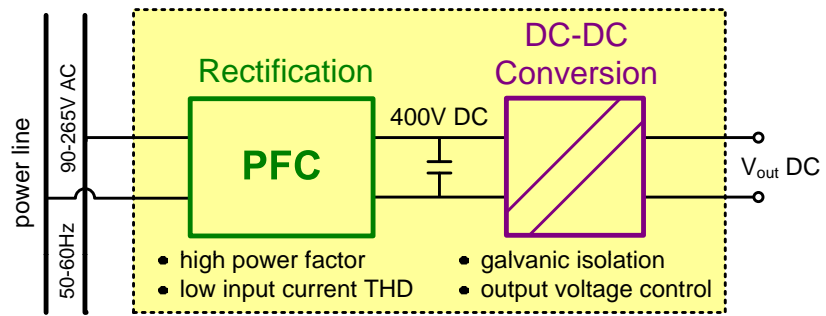 power line
90-265V AC
50-60Hz
Rectification
PFC
400V DC
DC-DC
Conversion
Vout DC
• high power factor
• low input current THD
• galvanic isolation
• output voltage control